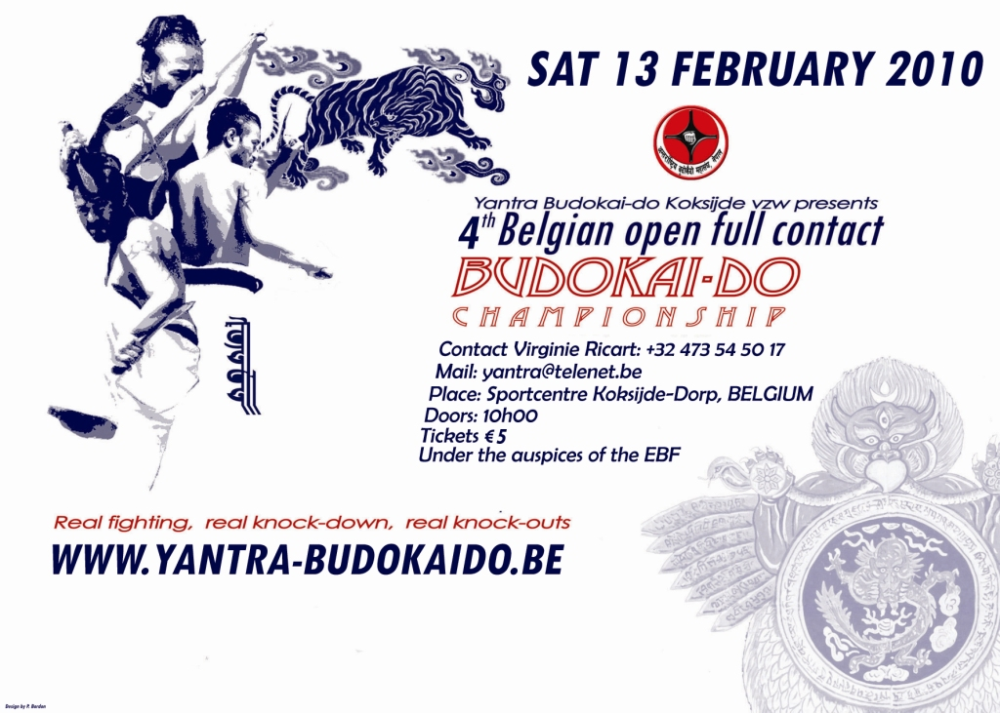 SAT 13 FEBRUARY 2010
Yantra Budokai-do Koksijde vzw presents
4th Belgian open full contact
BUDOKAI-DO
CHAMPIONSHIP
Contact Virginie Ricart: +32 473 54 50 17
Mail: yantra@telenet.be
Place: Sportcentre Koksijde-Dorp, BELGIUM
Doors: 10h00
Tickets € 5
Under the auspices of the EBF
Real fighting, real knock-down, real knock-outs
WWW.YANTRA-BUDOKAIDO.BE
Design by P. Bordon